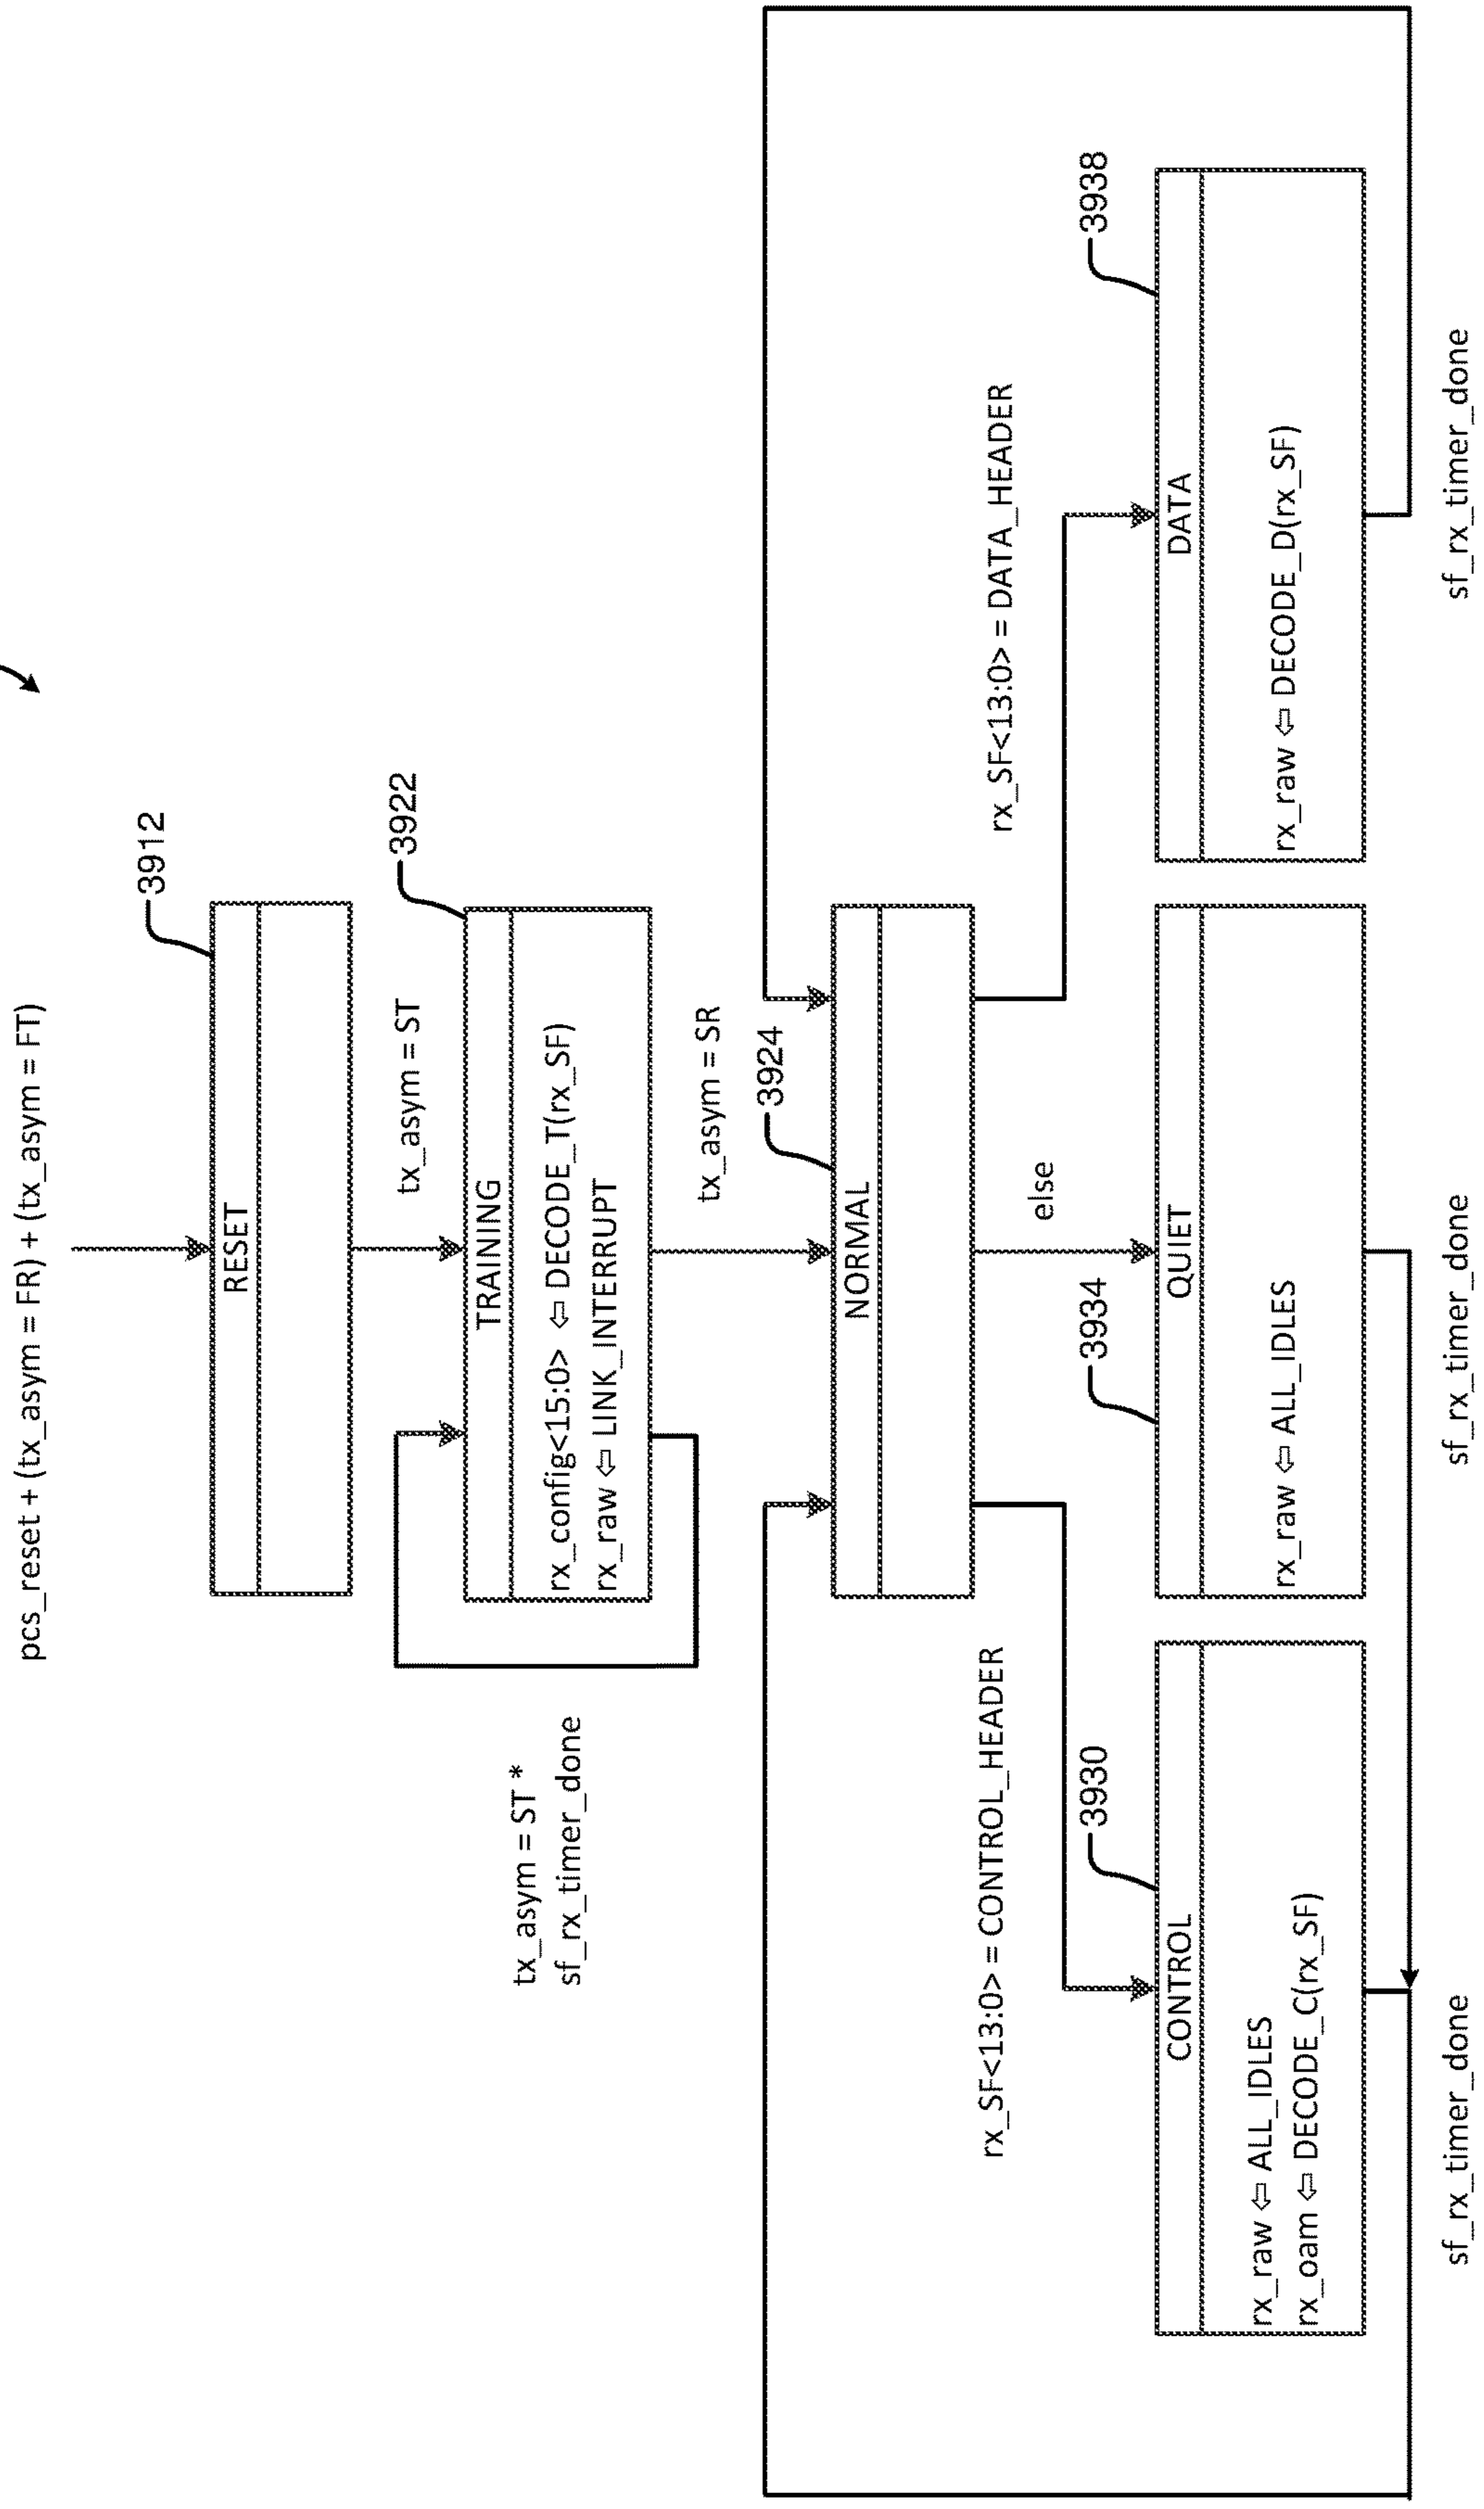 pcs_reset + (tx_asym = FR) + (tx_asym = FT)
3912
RESET
tx_asym = ST
3922
TRAINING
rx_config<15:0> ⇦ DECODE_T(rx_SF)
rx_raw ⇦ LINK_INTERRUPT
tx_asym = ST *
sf_rx_timer_done
tx_asym = SR
3924
NORMAL
rx_SF<13:0> = CONTROL_HEADER
else
rx_SF<13:0> = DATA_HEADER
3930
CONTROL
rx_raw ⇦ ALL_IDLES
rx_oam ⇦ DECODE_C(rx_SF)
3934
QUIET
rx_raw ⇦ ALL_IDLES
3938
DATA
rx_raw ⇦ DECODE_D(rx_SF)
sf_rx_timer_done
sf_rx_timer_done
sf_rx_timer_done